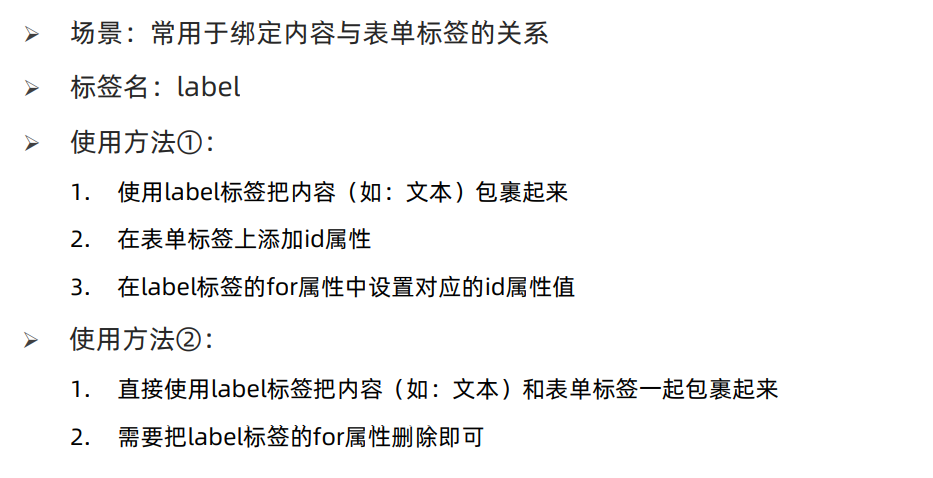 ➢ 场景：常用于绑定内容与表单标签的关系
➢ 标签名：label
➢ 使用方法①：
1. 使用label标签把内容（如：文本）包裹起来
2. 在表单标签上添加id属性
3. 在label标签的for属性中设置对应的id属性值
➢ 使用方法②：
1. 直接使用label标签把内容（如：文本）和表单标签一起包裹起来
2. 需要把label标签的for属性删除即可